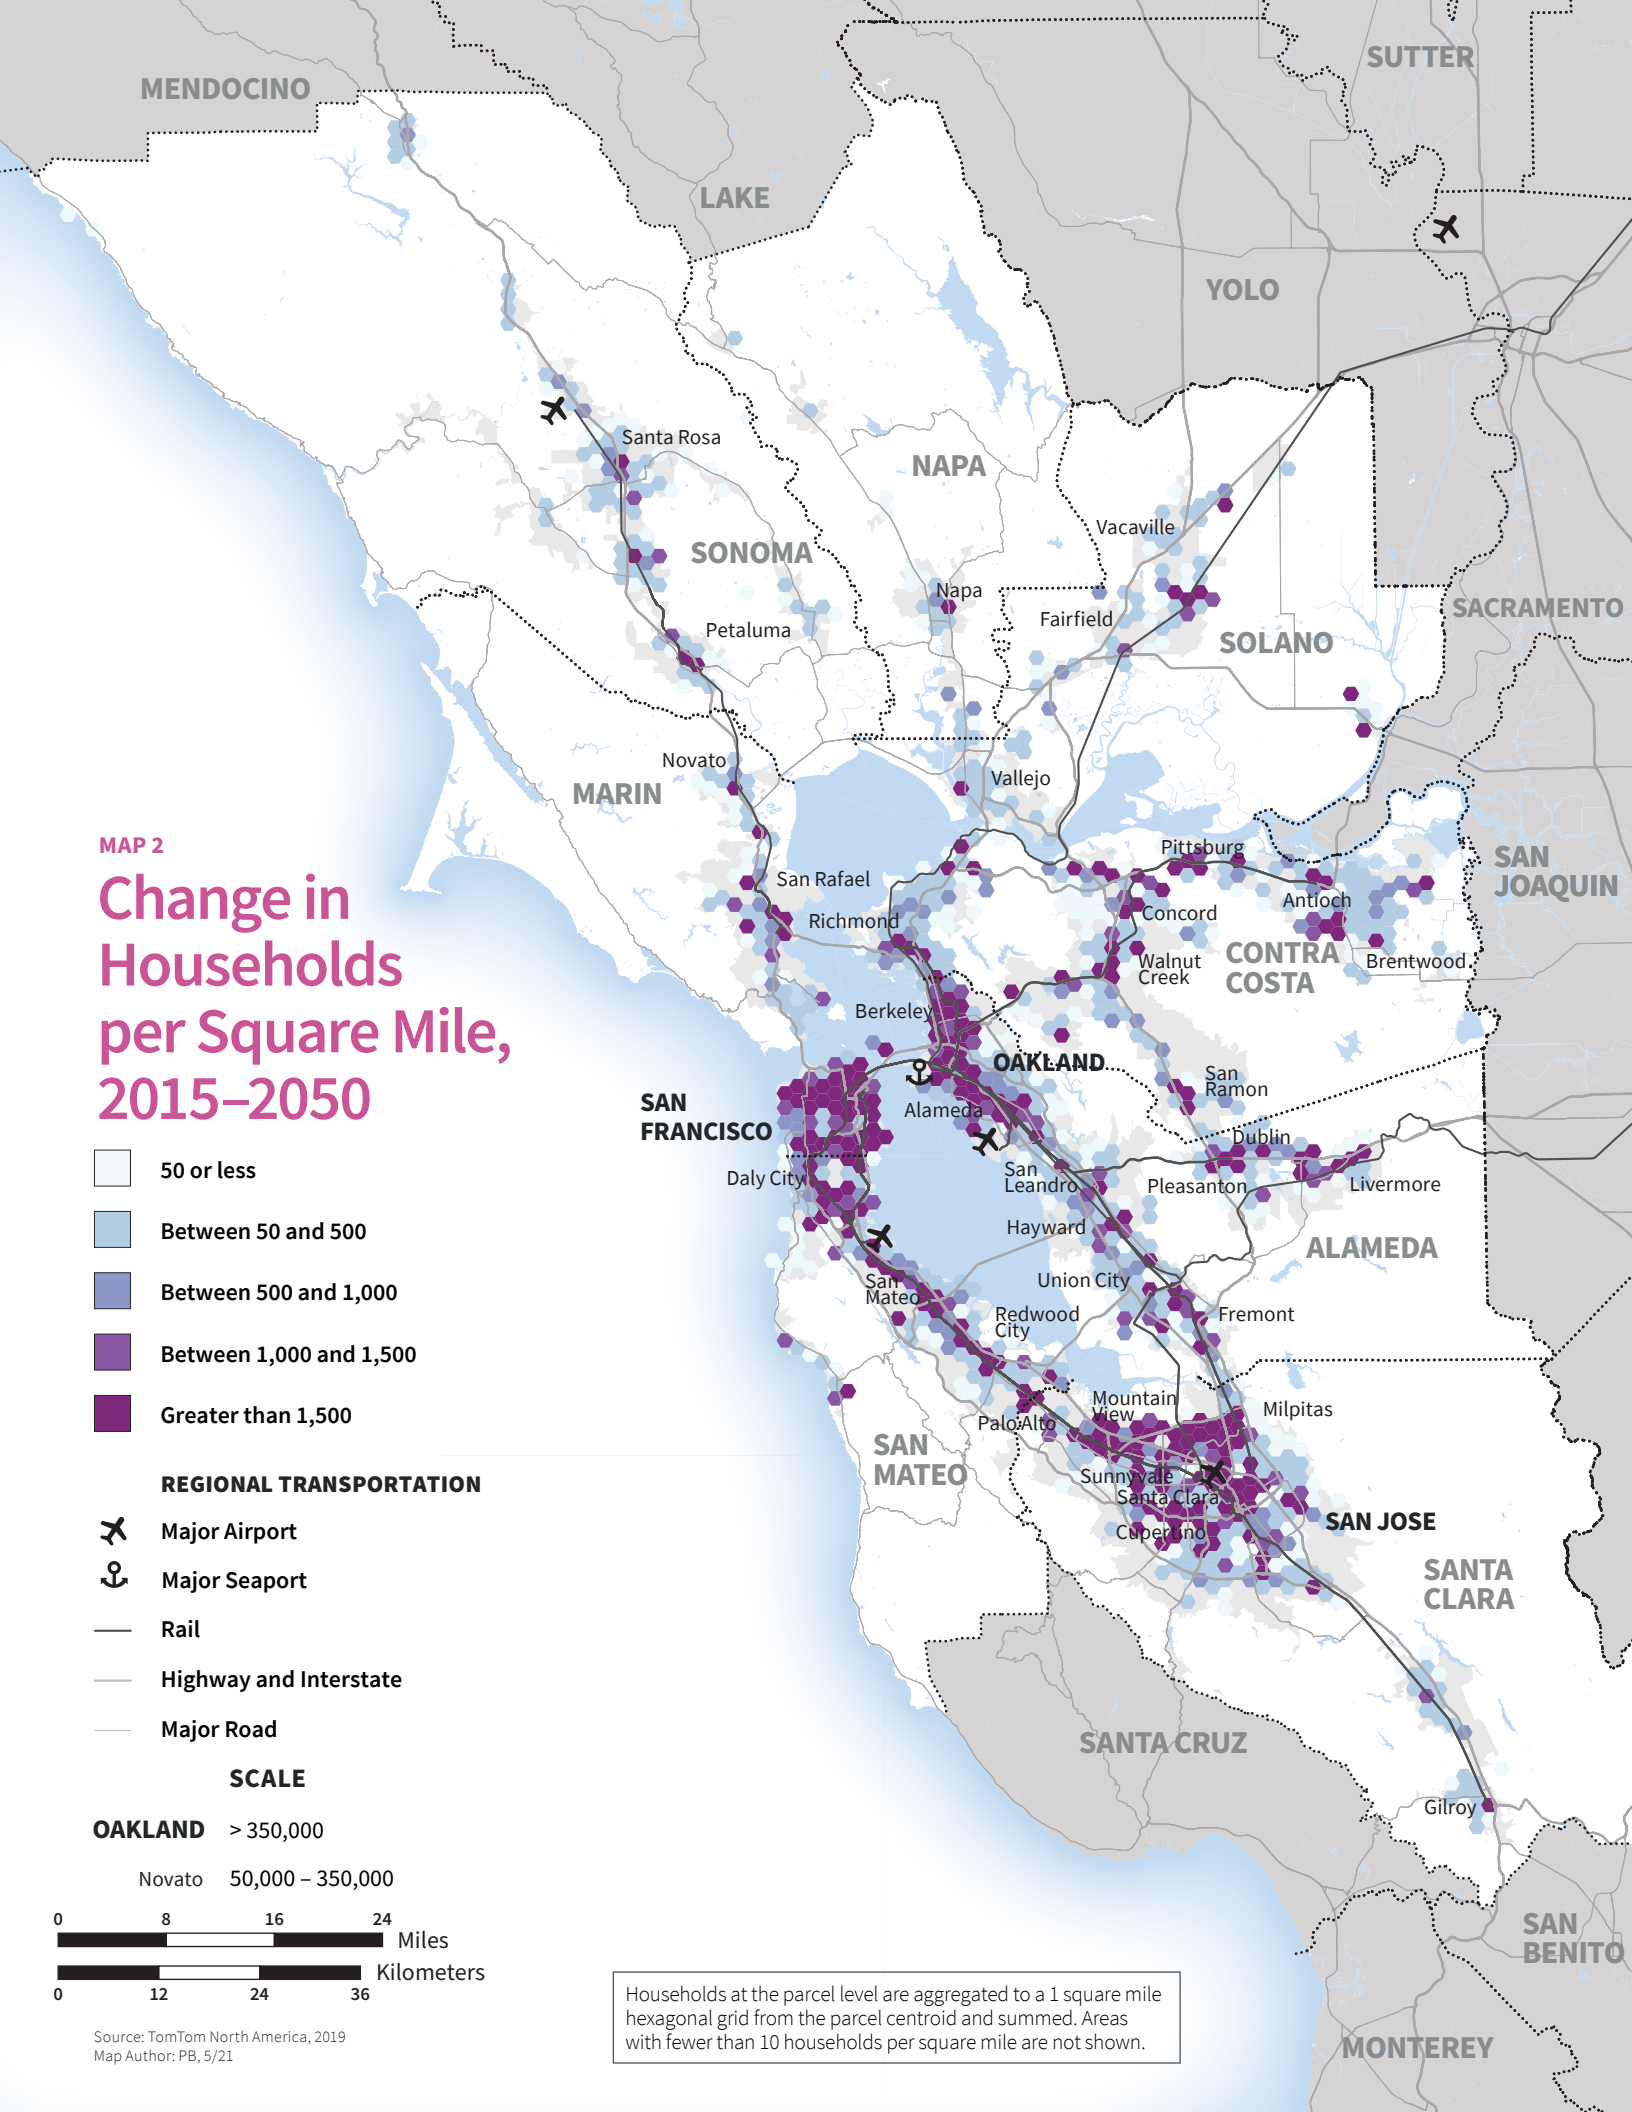 MENDOCINO
SUTTER
LAKE
YOLO
Santa Rosa
NAPA
Vacaville
SONOMA
Napa
Fairfield
SACRAMENTO
Petaluma
SOLANO
Novato
Vallejo
MARIN
MAP 2
Change in
Households
per Square Mile,
2015–2050
Pittsburg
SAN
JOAQUIN
San Rafael
Antioch
Richmond
Concord
CONTRA
COSTA
Walnut
Creek
Brentwood
Berkeley
OAKLAND
San
Ramon
SAN
FRANCISCO
Alameda
Dublin
Daly City
San
Leandro
Pleasanton
Livermore
Hayward
ALAMEDA
San
Mateo
Union City
Redwood
City
Fremont
Mountain
View
Milpitas
Palo Alto
SAN
MATEO
Sunnyvale
Santa Clara
Cupertino
SAN JOSE
SANTA
CLARA
SANTA CRUZ
Gilroy
SAN
BENITO
MONTEREY
50 or less
Between 50 and 500
Between 500 and 1,000
Between 1,000 and 1,500
Greater than 1,500
REGIONAL TRANSPORTATION
Major Airport
Major Seaport
Rail
Highway and Interstate
Major Road
SCALE
OAKLAND > 350,000
Novato 50,000 – 350,000
0 8 16 24
Miles
Kilometers
0 12 24 36
Source: TomTom North America, 2019
Map Author: PB, 5/21
Households at the parcel level are aggregated to a 1 square mile
hexagonal grid from the parcel centroid and summed. Areas
with fewer than 10 households per square mile are not shown.